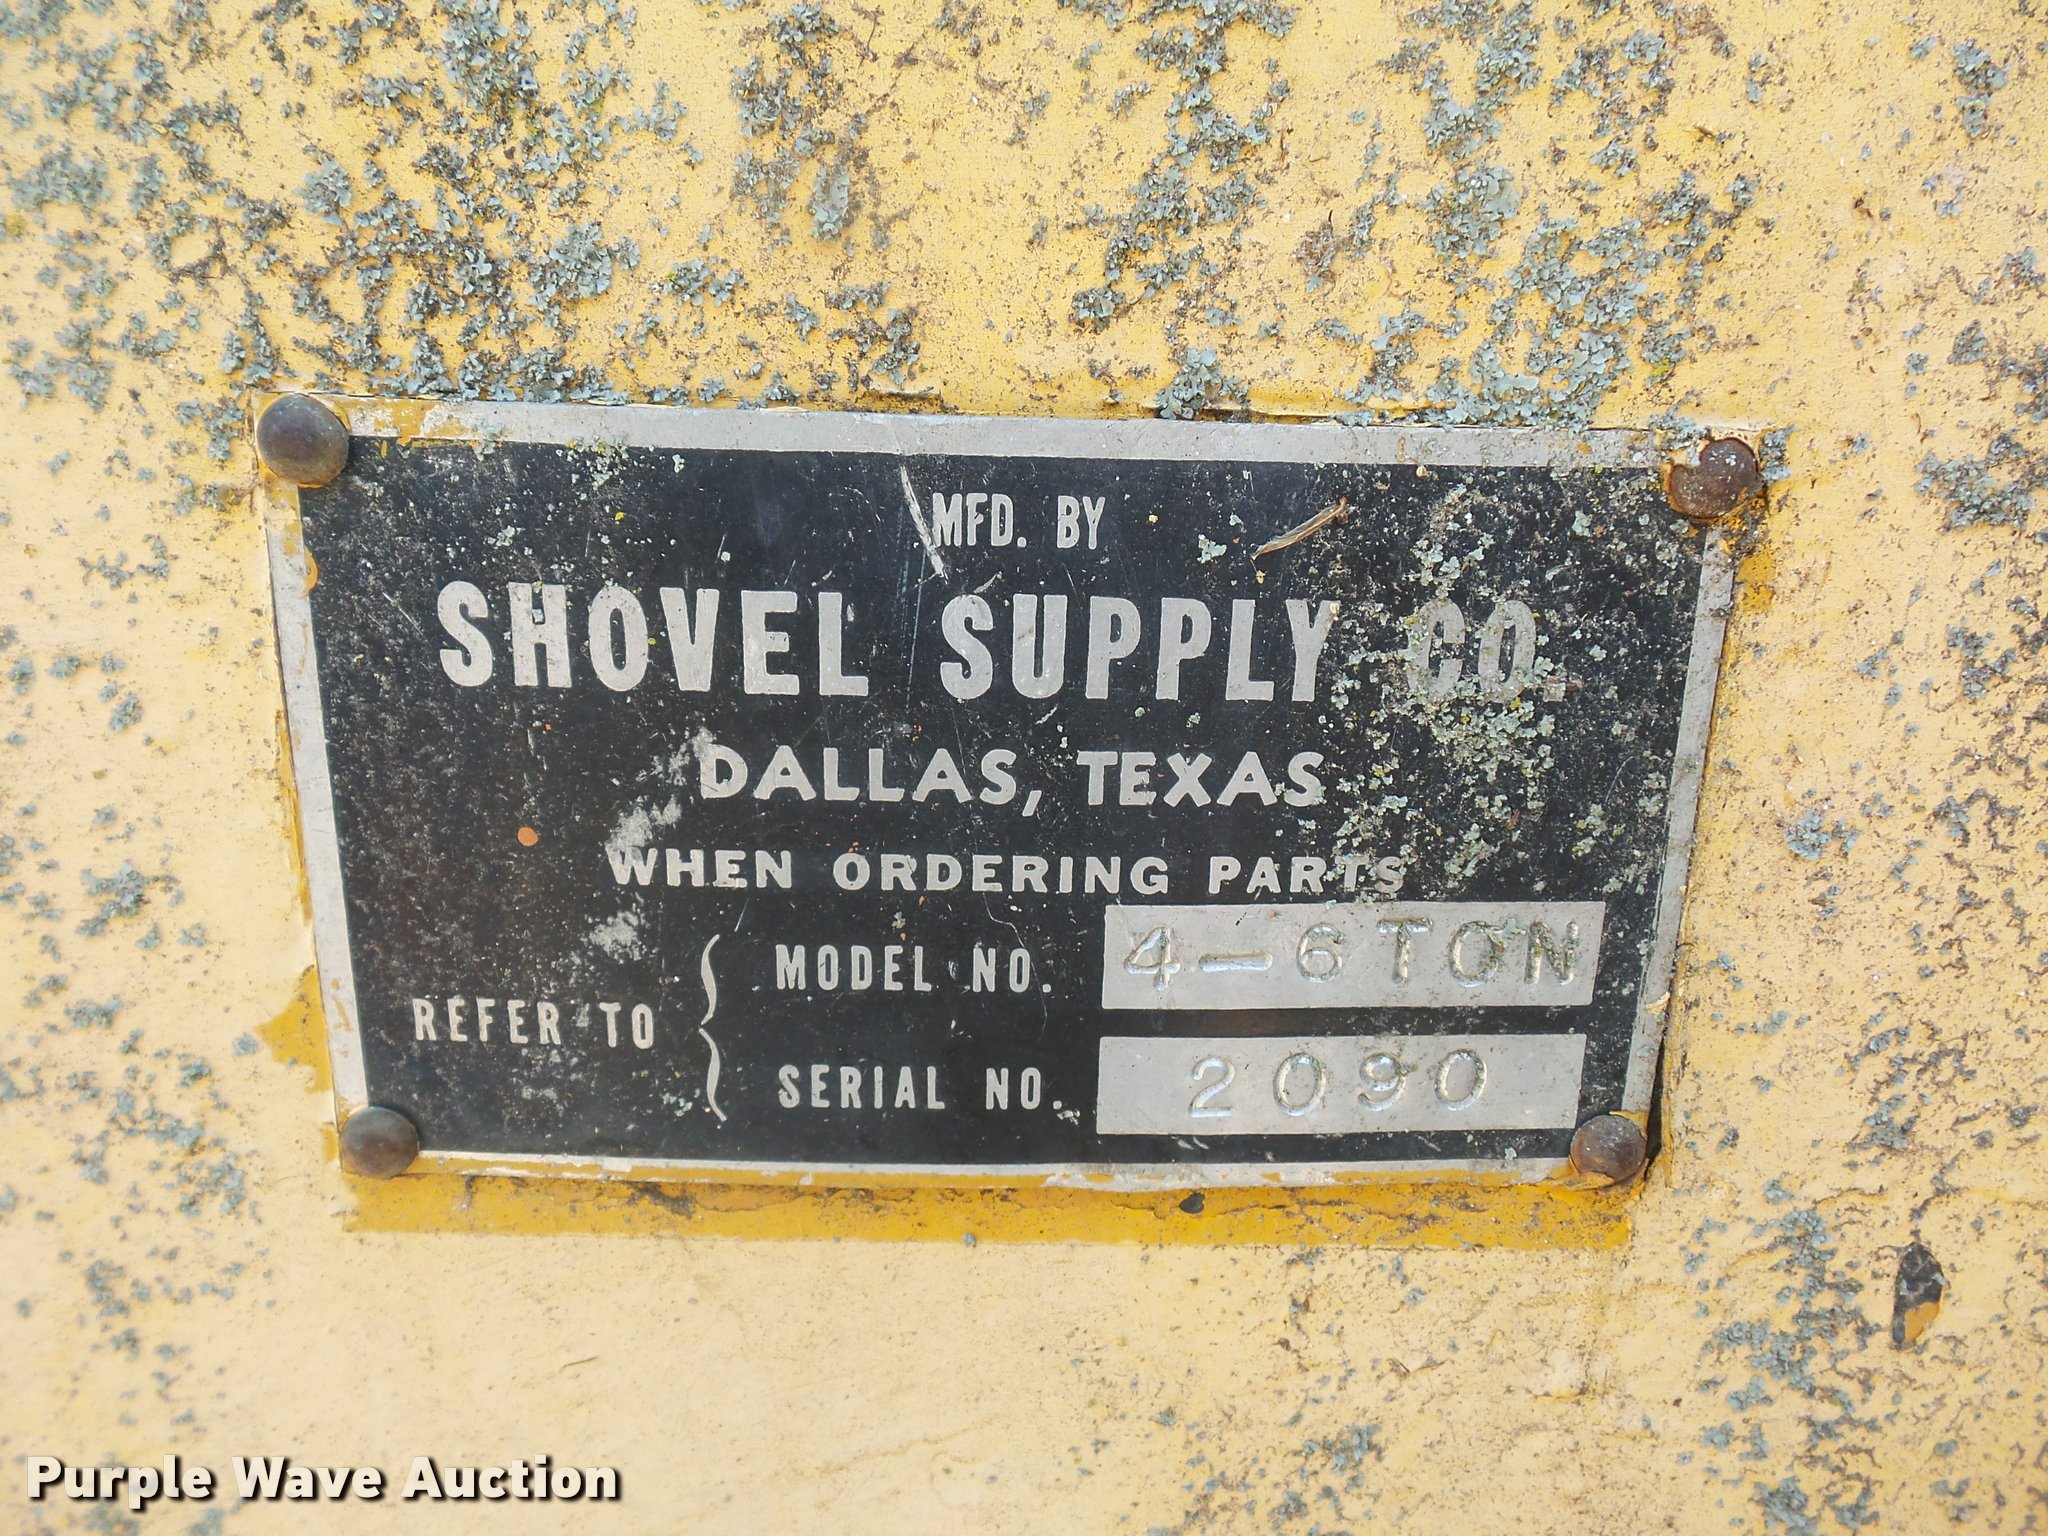 MFD. BY
SHOVEL SUPPLY CO.
DALLAS, TEXAS
WHEN ORDERING PARTS
REFER TO
MODEL NO. 4-6 TON
SERIAL NO. 2090
Purple Wave Auction